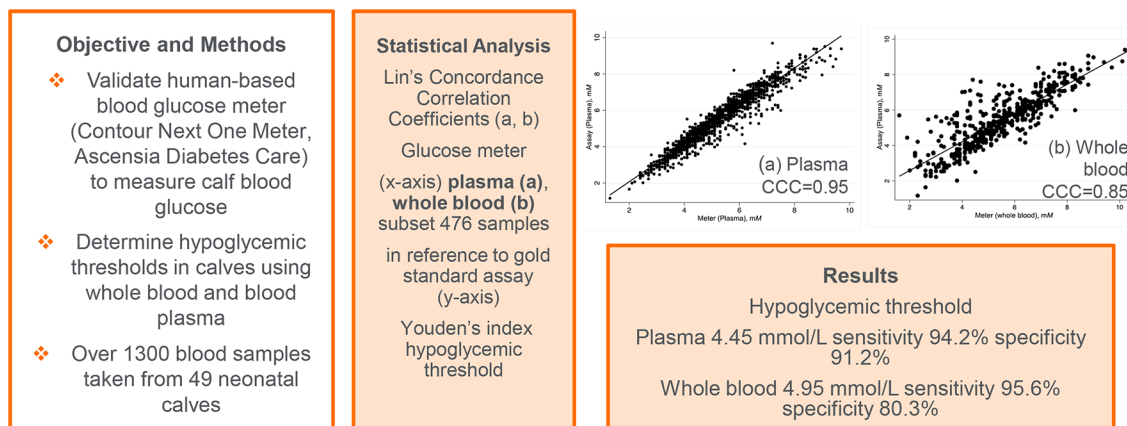 Objective and Methods
Validate human-based
blood glucose meter
(Contour Next One Meter,
Ascensia Diabetes Care)
to measure calf blood
glucose
Determine hypoglycemic
thresholds in calves using
whole blood and blood
plasma
Over 1300 blood samples
taken from 49 neonatal
calves
Statistical Analysis
Lin's Concordance
Correlation
Coefficients (a, b)
Glucose meter
(x-axis) plasma (a),
whole blood (b)
subset 476 samples
in reference to gold
standard assay
(y-axis)
Youden's index
hypoglycemic
threshold
Assay (Plasma), mM
10
8
6
4
2
2
4
6
8
10
Meter (Plasma), mM
(a) Plasma
CCC=0.95
Assay (Plasma), mM
10
8
6
4
2
2
4
6
8
10
Meter (whole blood), mM
(b) Whole
blood
CCC=0.85
Results
Hypoglycemic threshold
Plasma 4.45 mmol/L sensitivity 94.2% specificity
91.2%
Whole blood 4.95 mmol/L sensitivity 95.6%
specificity 80.3%